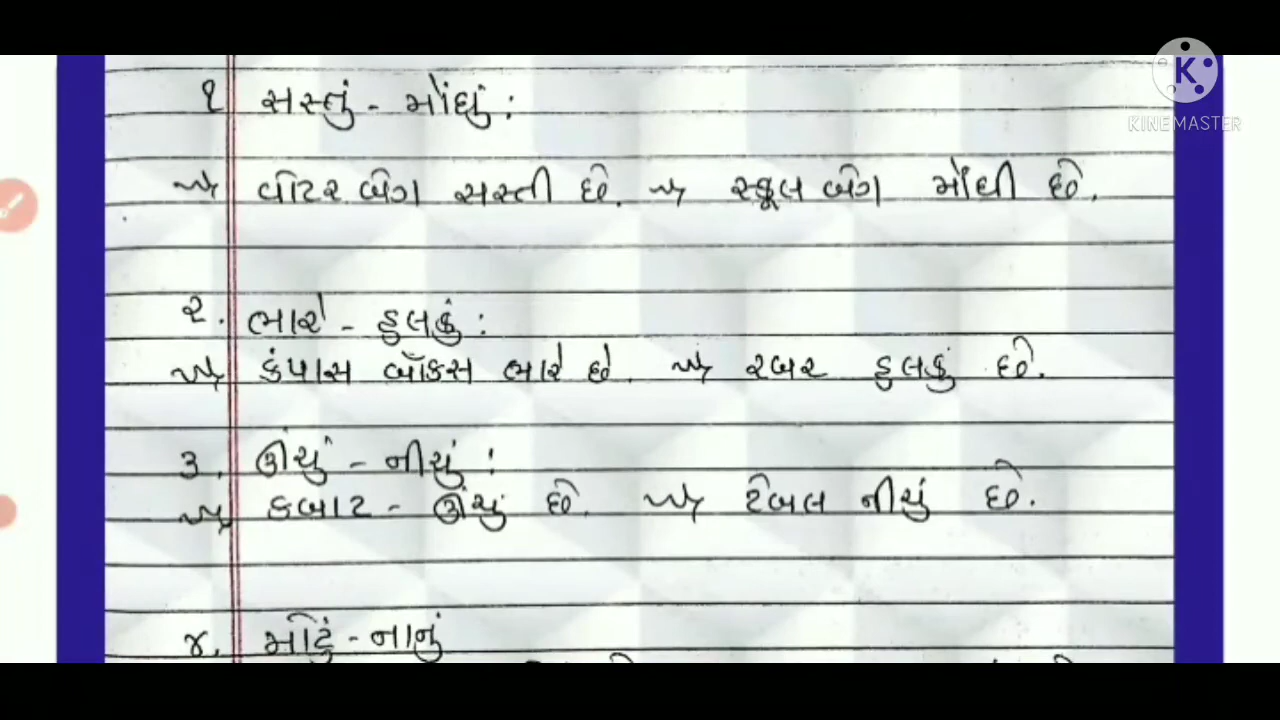 KINEMASTER
૧ સસ્તું - મોંઘું :
એ વોટર બેગ સસ્તી છે. એ સ્કૂલ બેગ મોંઘી છે.
૨. ભારે - હલકું :
એ કંપાસ બૉક્સ ભારે છે. એ રબર હલકું છે.
૩. ઊંચું - નીચું :
એ કબાટ - ઊંચું છે. એ ટેબલ નીચું છે.
૪. મોટું - નાનું